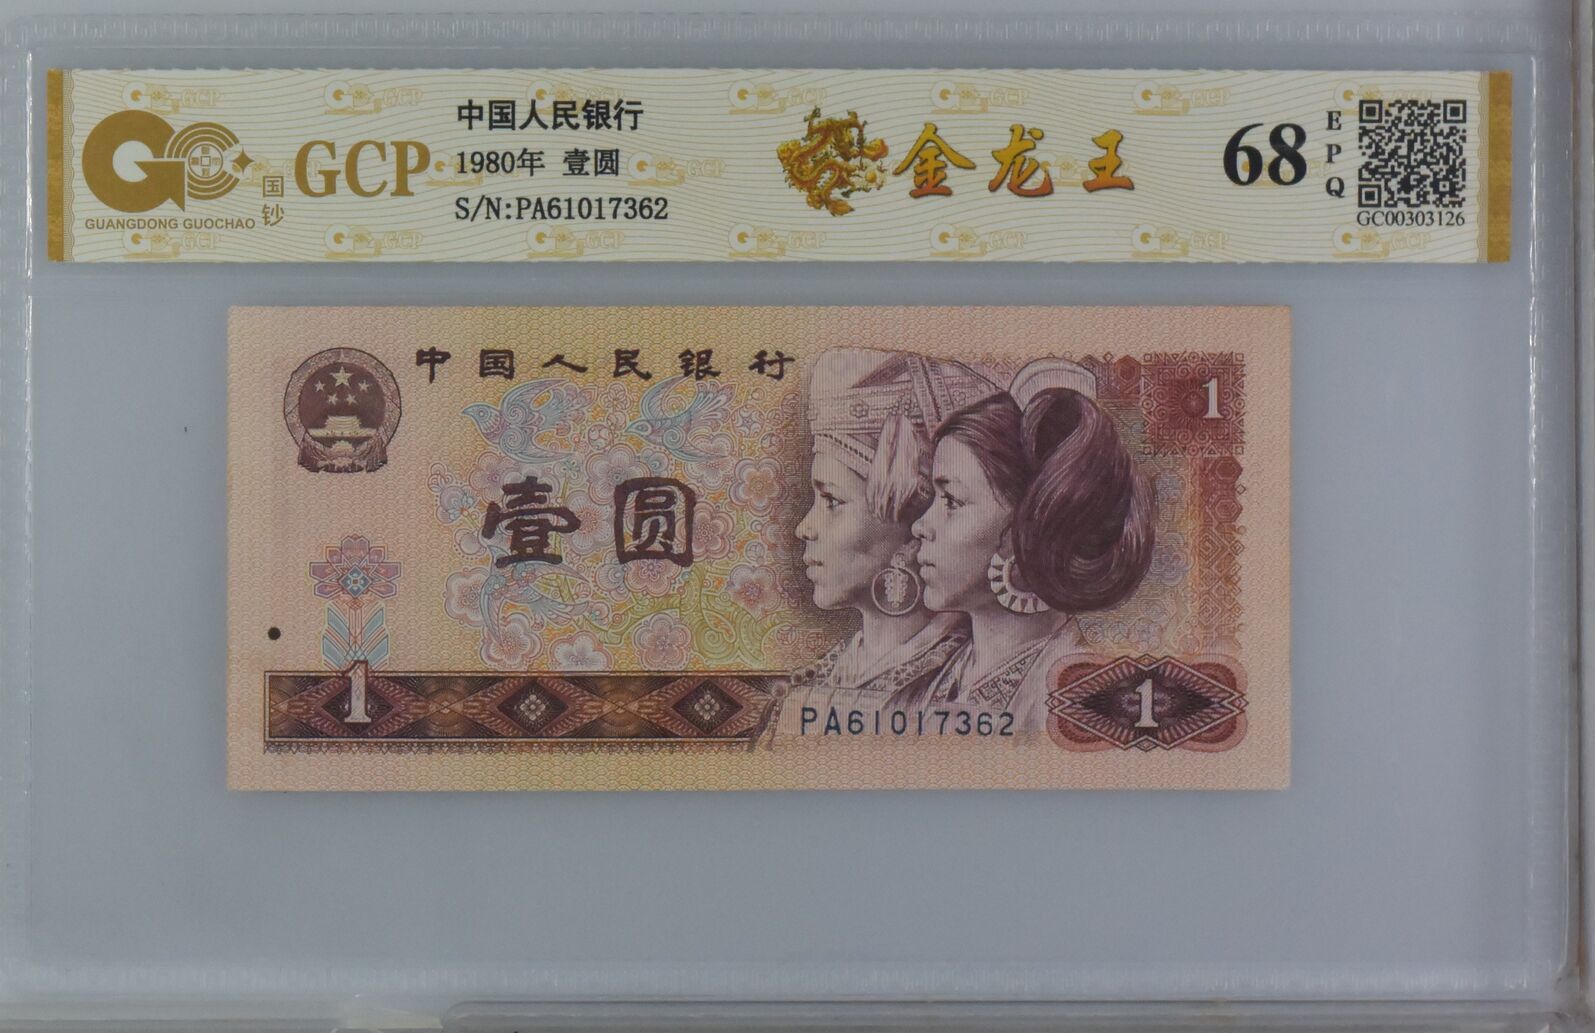 GUANGDONG GUOCHAO
国钞
GCP
中国人民银行
1980年 壹圆
S/N:PA61017362
金龙王
68
EPQ
GC00303126
中国人民银行
1
壹圆
1
PA61017362
1